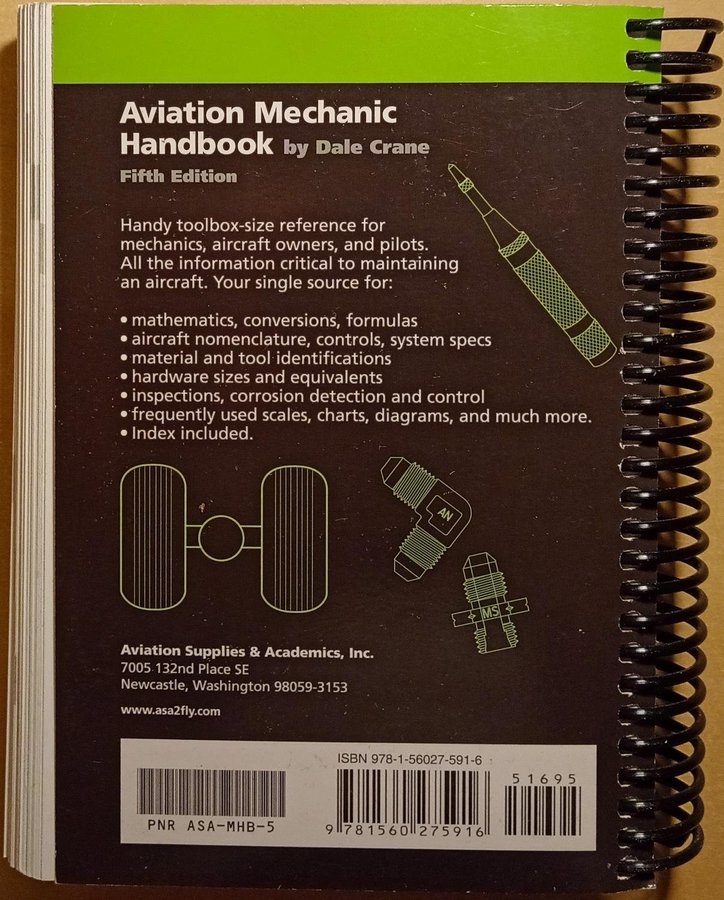 Aviation Mechanic
Handbook by Dale Crane
Fifth Edition
Handy toolbox-size reference for
mechanics, aircraft owners, and pilots.
All the information critical to maintaining
an aircraft. Your single source for:
• mathematics, conversions, formulas
• aircraft nomenclature, controls, system specs
• material and tool identifications
• hardware sizes and equivalents
• inspections, corrosion detection and control
• frequently used scales, charts, diagrams, and much more.
• Index included.
AN
MS
Aviation Supplies & Academics, Inc.
7005 132nd Place SE
Newcastle, Washington 98059-3153
www.asa2fly.com
ISBN 978-1-56027-591-6
51695
PNR ASA-MHB-5
9 781560 275916